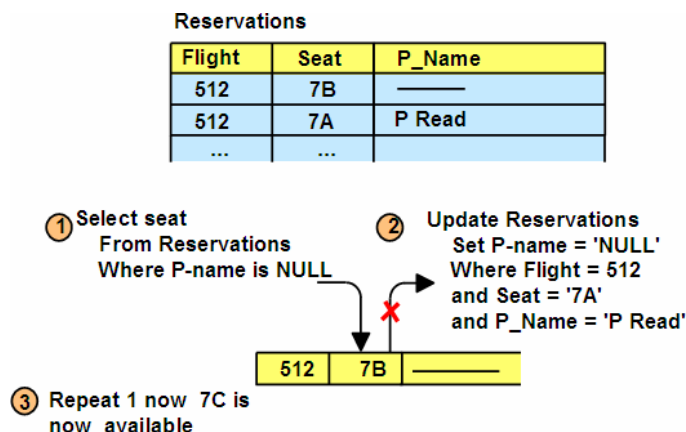 Reservations
Flight Seat P_Name
512 7B
512 7A P Read
... ...
1 Select seat
From Reservations
Where P-name is NULL
2 Update Reservations
Set P-name = 'NULL'
Where Flight = 512
and Seat = '7A'
and P_Name = 'P Read'
512 7B
3 Repeat 1 now 7C is
now available